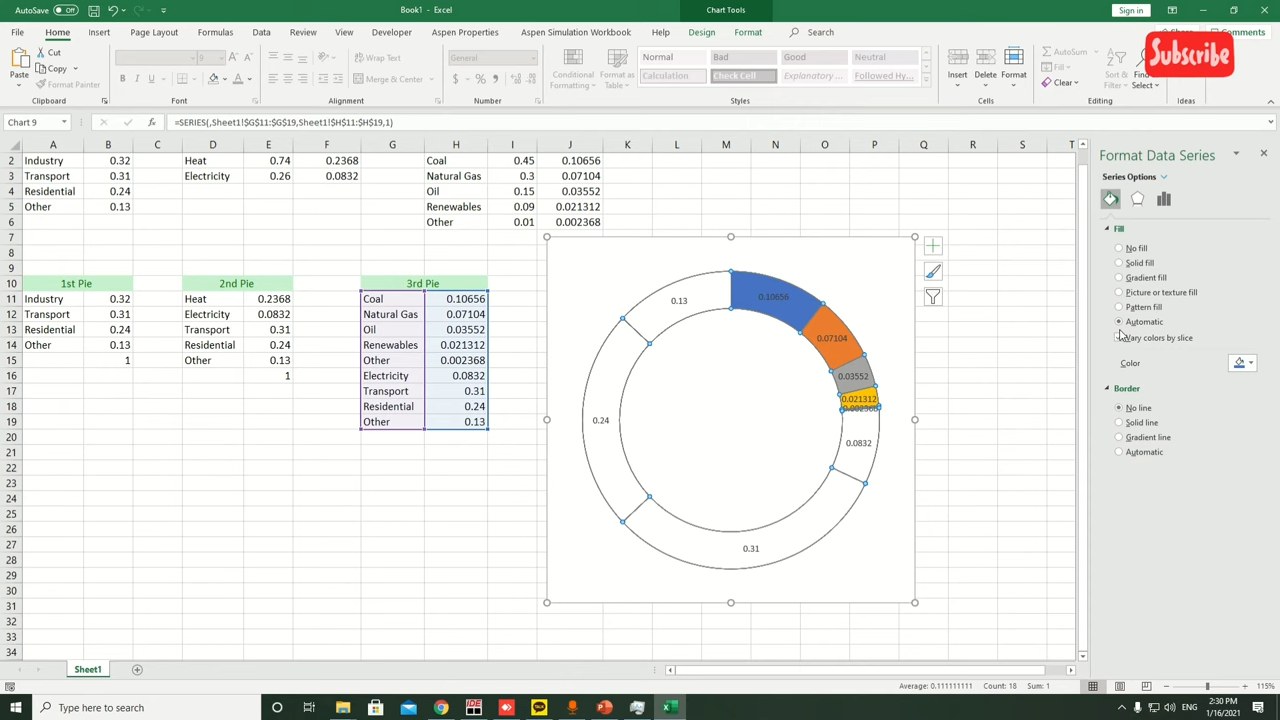 AutoSave Off Book1 - Excel Chart Tools Sign in
File Home Insert Page Layout Formulas Data Review View Developer Aspen Properties Aspen Simulation Workbook Help Design Format Search Comments
Subscribe
Paste Cut Copy Format Painter Clipboard
B I U Font
Wrap Text Merge & Center Alignment
General $ % Number
Conditional Formatting Format as Table
Normal Bad Good Neutral
Calculation Check Cell Explanatory ... Followed Hy... Styles
Insert Delete Format Cells
AutoSum Fill Clear Editing Ideas
Chart 9 fx =SERIES(,Sheet1!$G$11:$G$19,Sheet1!$H$11:$H$19,1)
A B C D E F G H I J K L M N O P Q R S T
2 Industry 0.32 Heat 0.74 0.2368 Coal 0.45 0.10656
3 Transport 0.31 Electricity 0.26 0.0832 Natural Gas 0.3 0.07104
4 Residential 0.24 Oil 0.15 0.03552
5 Other 0.13 Renewables 0.09 0.021312
6 Other 0.01 0.002368
7
8
9
10 1st Pie 2nd Pie 3rd Pie
11 Industry 0.32 Heat 0.2368 Coal 0.10656
12 Transport 0.31 Electricity 0.0832 Natural Gas 0.07104
13 Residential 0.24 Transport 0.31 Oil 0.03552
14 Other 0.13 Residential 0.24 Renewables 0.021312
15 1 Other 0.13 Other 0.002368
16 1 Electricity 0.0832
17 Transport 0.31
18 Residential 0.24
19 Other 0.13
20
21
22
23
24
25
26
27
28
29
30
31
32
33
34
0.13 0.10656
0.07104
0.03552
0.021312
0.002368
0.24
0.0832
0.31
Format Data Series
Series Options
Fill
No fill
Solid fill
Gradient fill
Picture or texture fill
Pattern fill
Automatic
Vary colors by slice
Color
Border
No line
Solid line
Gradient line
Automatic
Sheet1
Average: 0.111111111 Count: 18 Sum: 1 115%
Type here to search
ENG 2:30 PM
1/16/2021